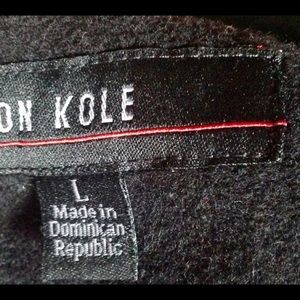 ON KOLE
L
Made in
Dominican
Republic